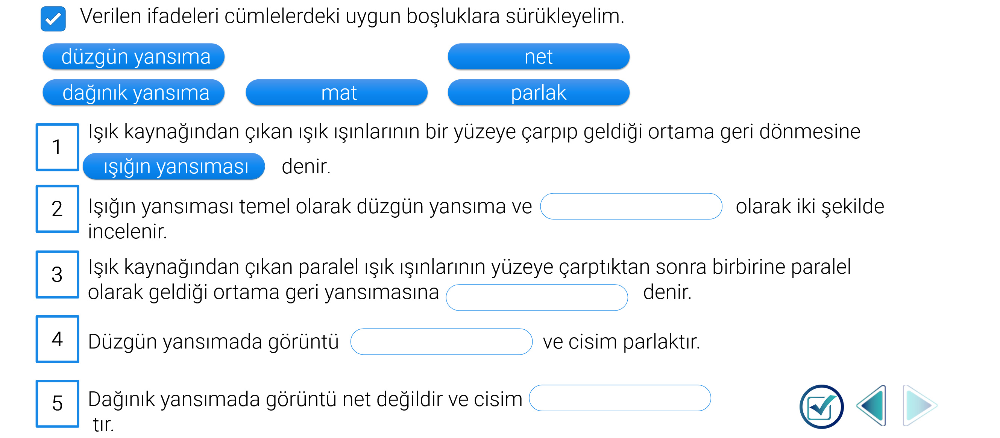 Verilen ifadeleri cümlelerdeki uygun boşluklara sürükleyelim.
düzgün yansıma
net
dağınık yansıma
mat
parlak
1
Işık kaynağından çıkan ışık ışınlarının bir yüzeye çarpıp geldiği ortama geri dönmesine
ışığın yansıması denir.
2
Işığın yansıması temel olarak düzgün yansıma ve olarak iki şekilde
incelenir.
3
Işık kaynağından çıkan paralel ışık ışınlarının yüzeye çarptıktan sonra birbirine paralel
olarak geldiği ortama geri yansımasına denir.
4
Düzgün yansımada görüntü ve cisim parlaktır.
5
Dağınık yansımada görüntü net değildir ve cisim
tır.